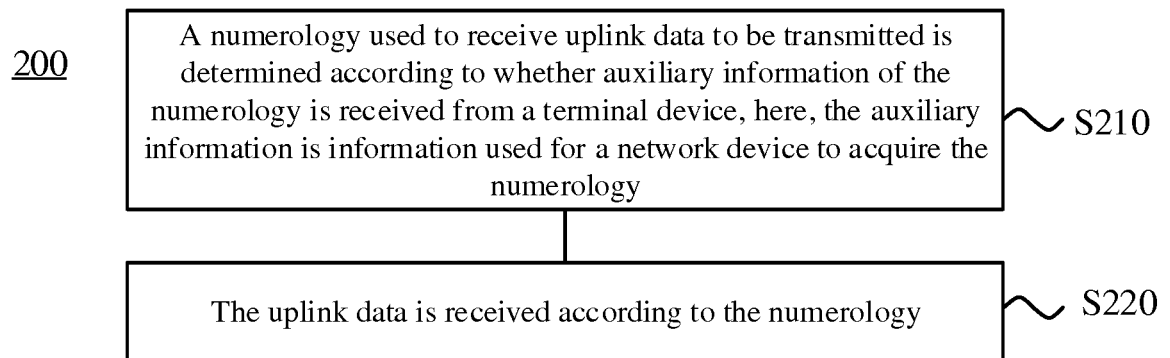 200
A numerology used to receive uplink data to be transmitted is
determined according to whether auxiliary information of the
numerology is received from a terminal device, here, the auxiliary
information is information used for a network device to acquire the
numerology
S210
The uplink data is received according to the numerology
S220